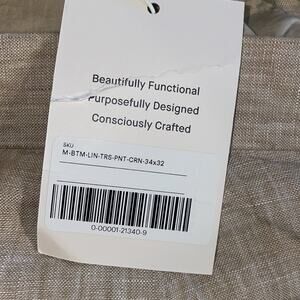 Beautifully Functional
Purposefully Designed
Consciously Crafted
SKU
M-BTM-LIN-TRS-PNT-CRN-34x32
0-00001-21340-9